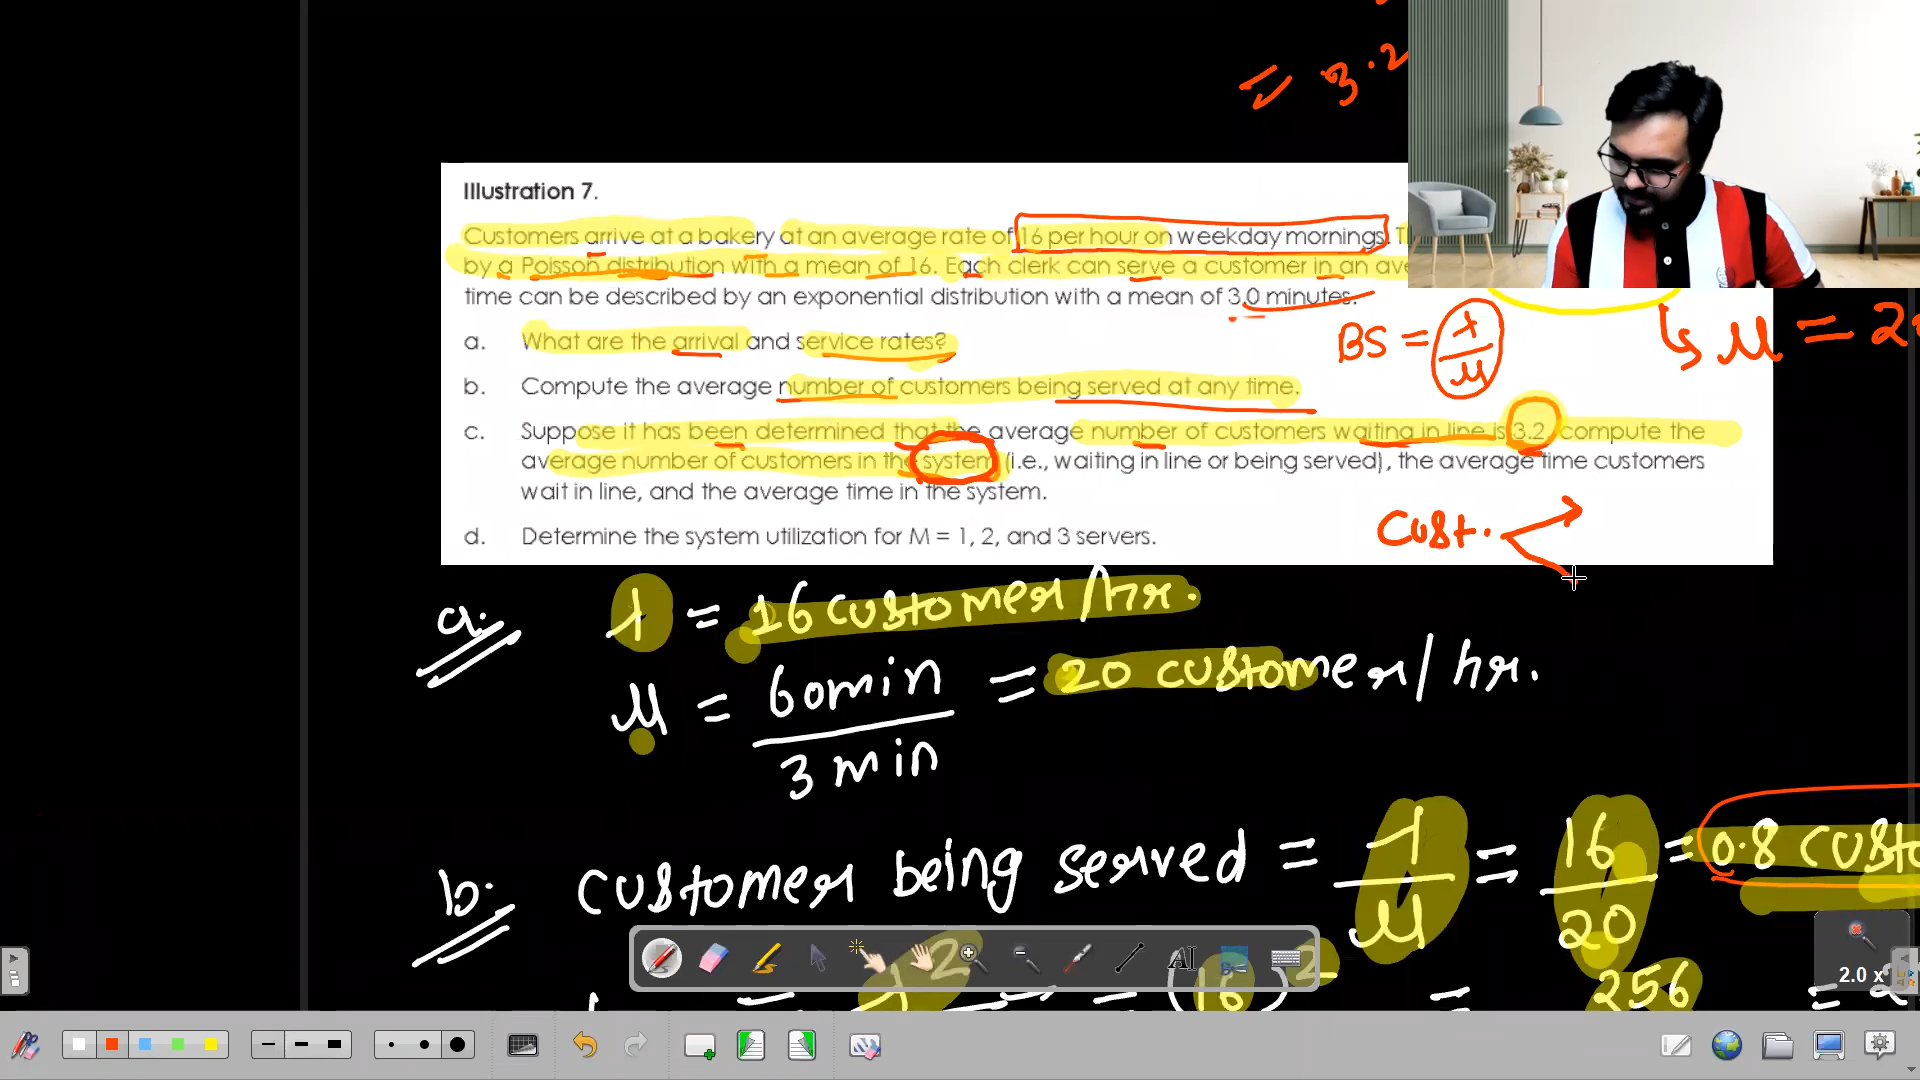 = 3.2
Illustration 7.
Customers arrive at a bakery at an average rate of 16 per hour on weekday mornings.
by a Poisson distribution with a mean of 16. Each clerk can serve a customer in an
time can be described by an exponential distribution with a mean of 3.0 minutes.
a. What are the arrival and service rates?
BS = λ/μ
μ = 2
b. Compute the average number of customers being served at any time.
c. Suppose it has been determined that the average number of customers waiting in line is 3.2, compute the
average number of customers in the system (i.e., waiting in line or being served), the average time customers
wait in line, and the average time in the system.
Cust.
d. Determine the system utilization for M = 1, 2, and 3 servers.
a. λ = 16 customer/hr.
μ = 60min/3 min = 20 customer/hr.
b. Customer being served = λ/μ = 16/20 = 0.8 Custo
λ² = (16)² = 256 =
2.0 x